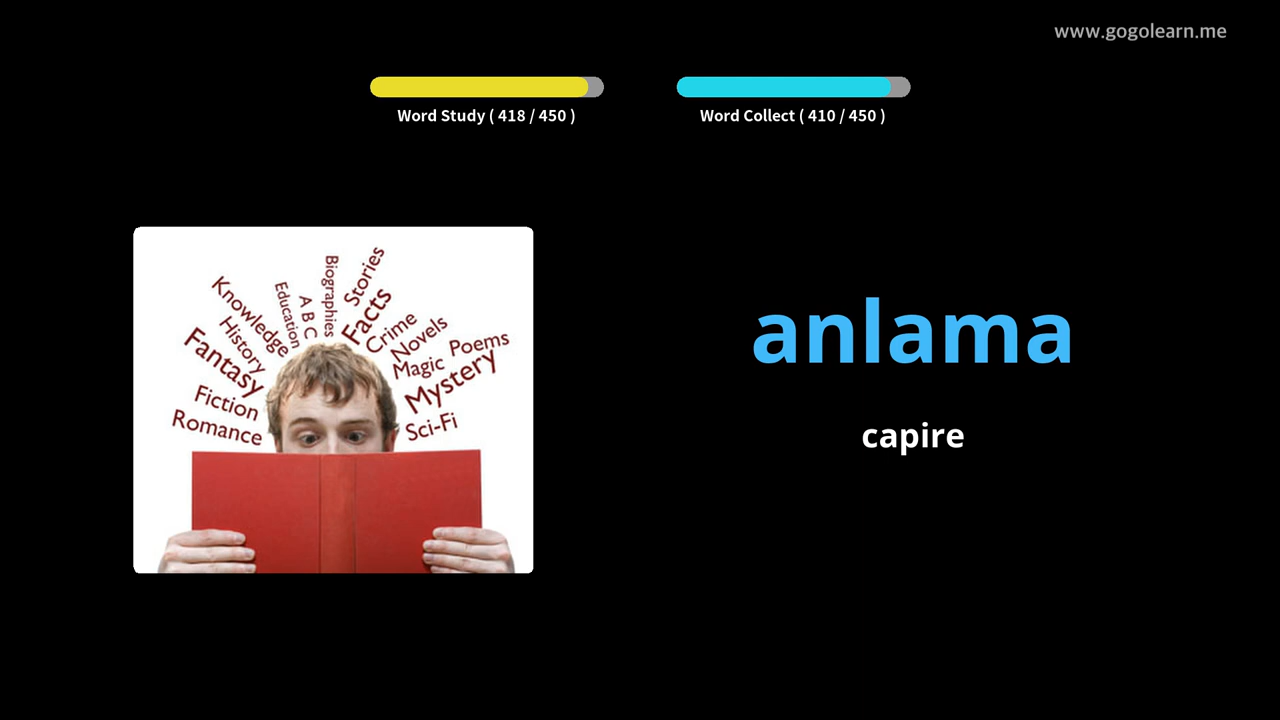 www.gogolearn.me
Word Study ( 418 / 450 )
Word Collect ( 410 / 450 )
Romance
Fiction
Fantasy
History
Knowledge
Education
A B C
Biographies
Stories
Facts
Crime
Novels
Magic
Poems
Mystery
Sci-Fi
anlama
capire